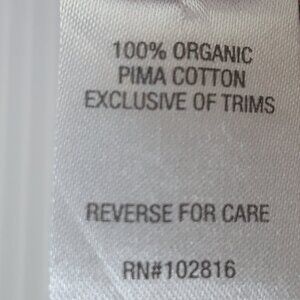 100% ORGANIC
PIMA COTTON
EXCLUSIVE OF TRIMS
REVERSE FOR CARE
RN#102816